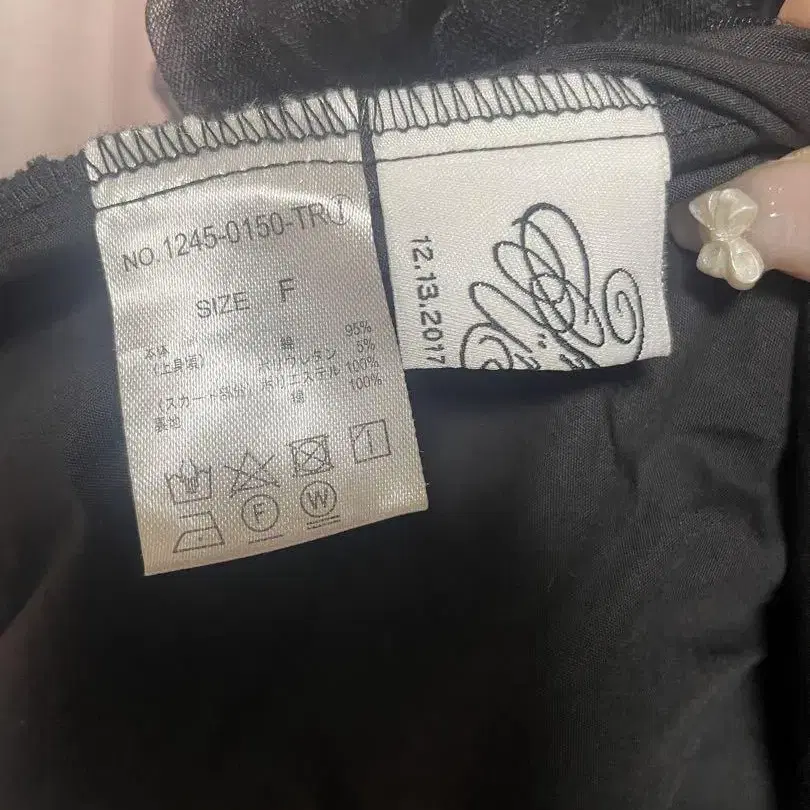 NO.1245-0150-TR①
SIZE F
本体 綿 95%
(上身頃) ポリウレタン 5%
(スカート部分) ポリエステル 100%
裏地 綿 100%
F
W
12.13.2017